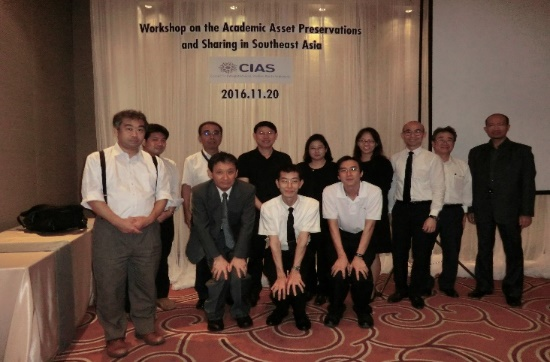 Workshop on the Academic Asset Preservations
and Sharing in Southeast Asia
CIAS
2016.11.20